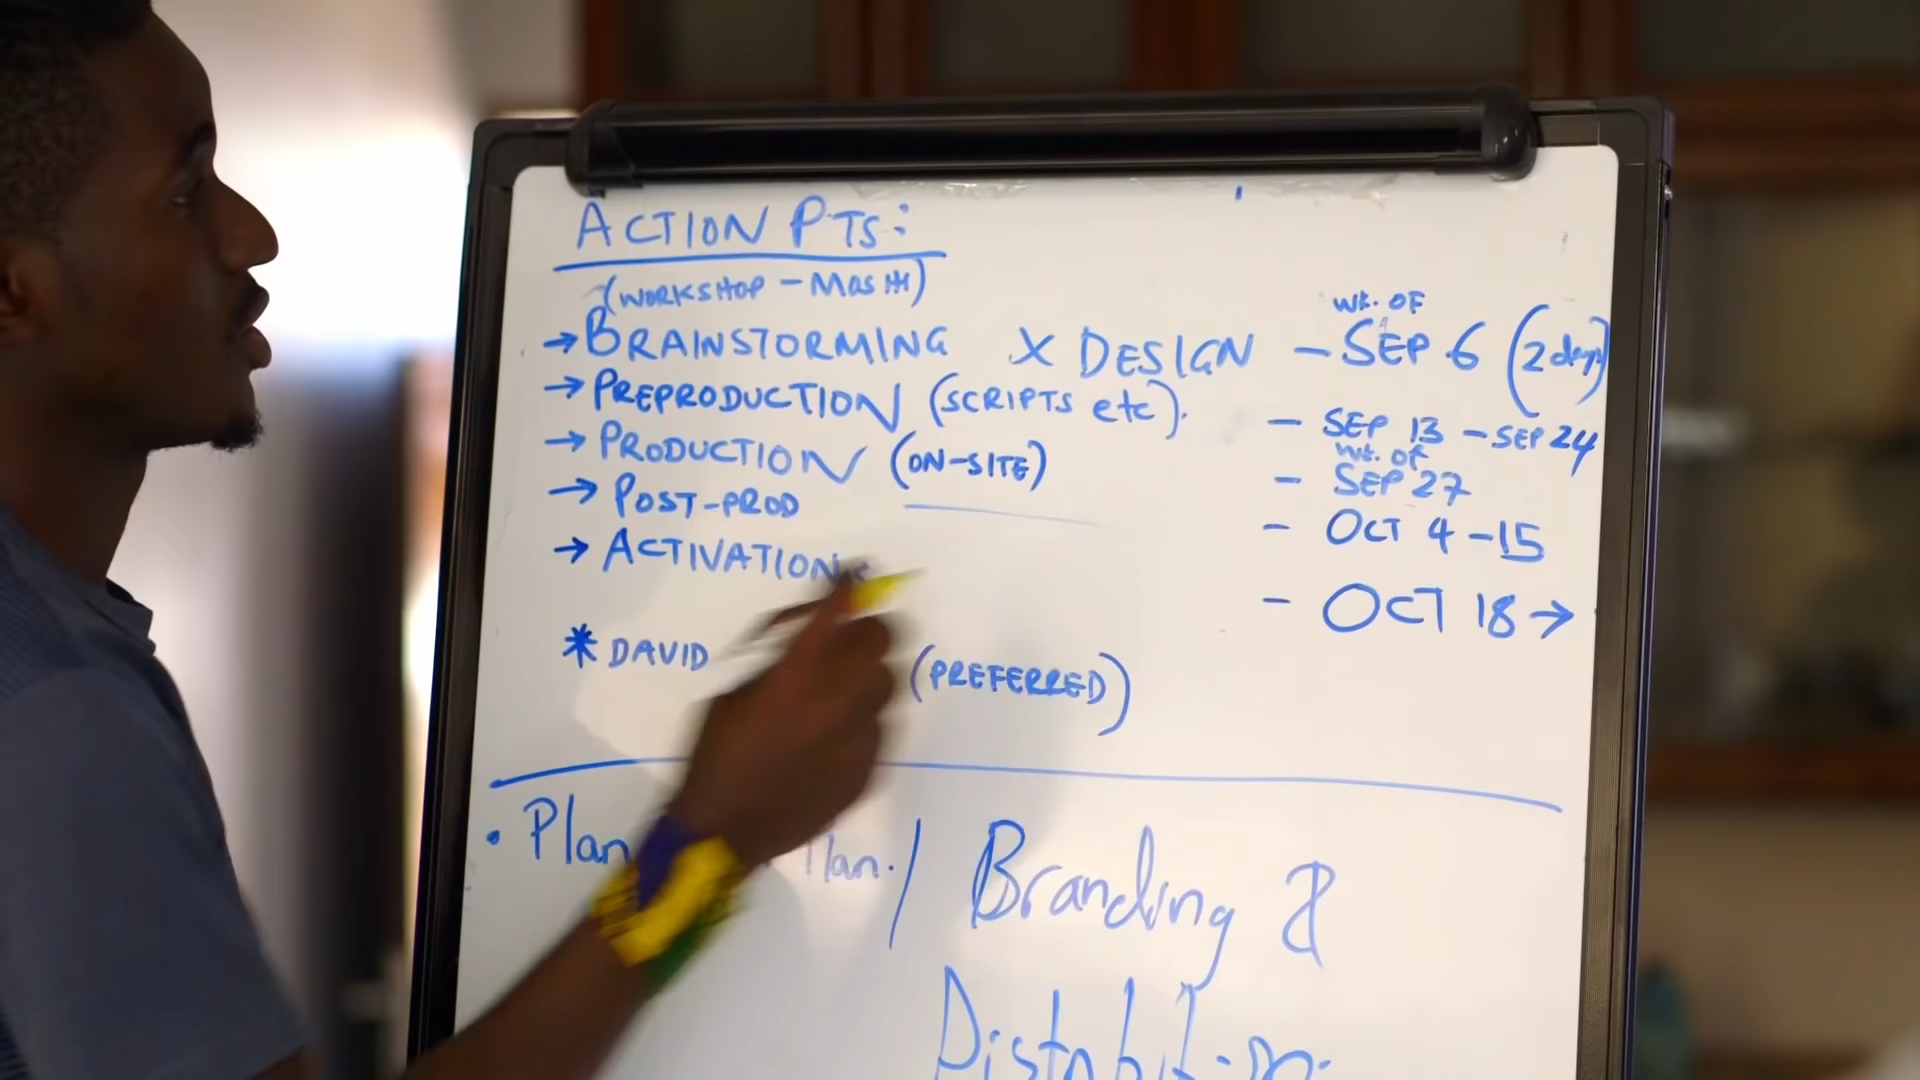 ACTION PTS:
(WORKSHOP -
→ BRAINSTORMING X DESIGN - wk. OF SEP 6 (2 days)
→ PREPRODUCTION (SCRIPTS etc). - SEP 13 - SEP 24
→ PRODUCTION (ON-SITE) - wk. of SEP 27
→ POST-PROD - OCT 4 - 15
→ ACTIVATION - OCT 18 →
* DAVID (PREFERRED)
• Plan Plan. / Branding &
Distribution